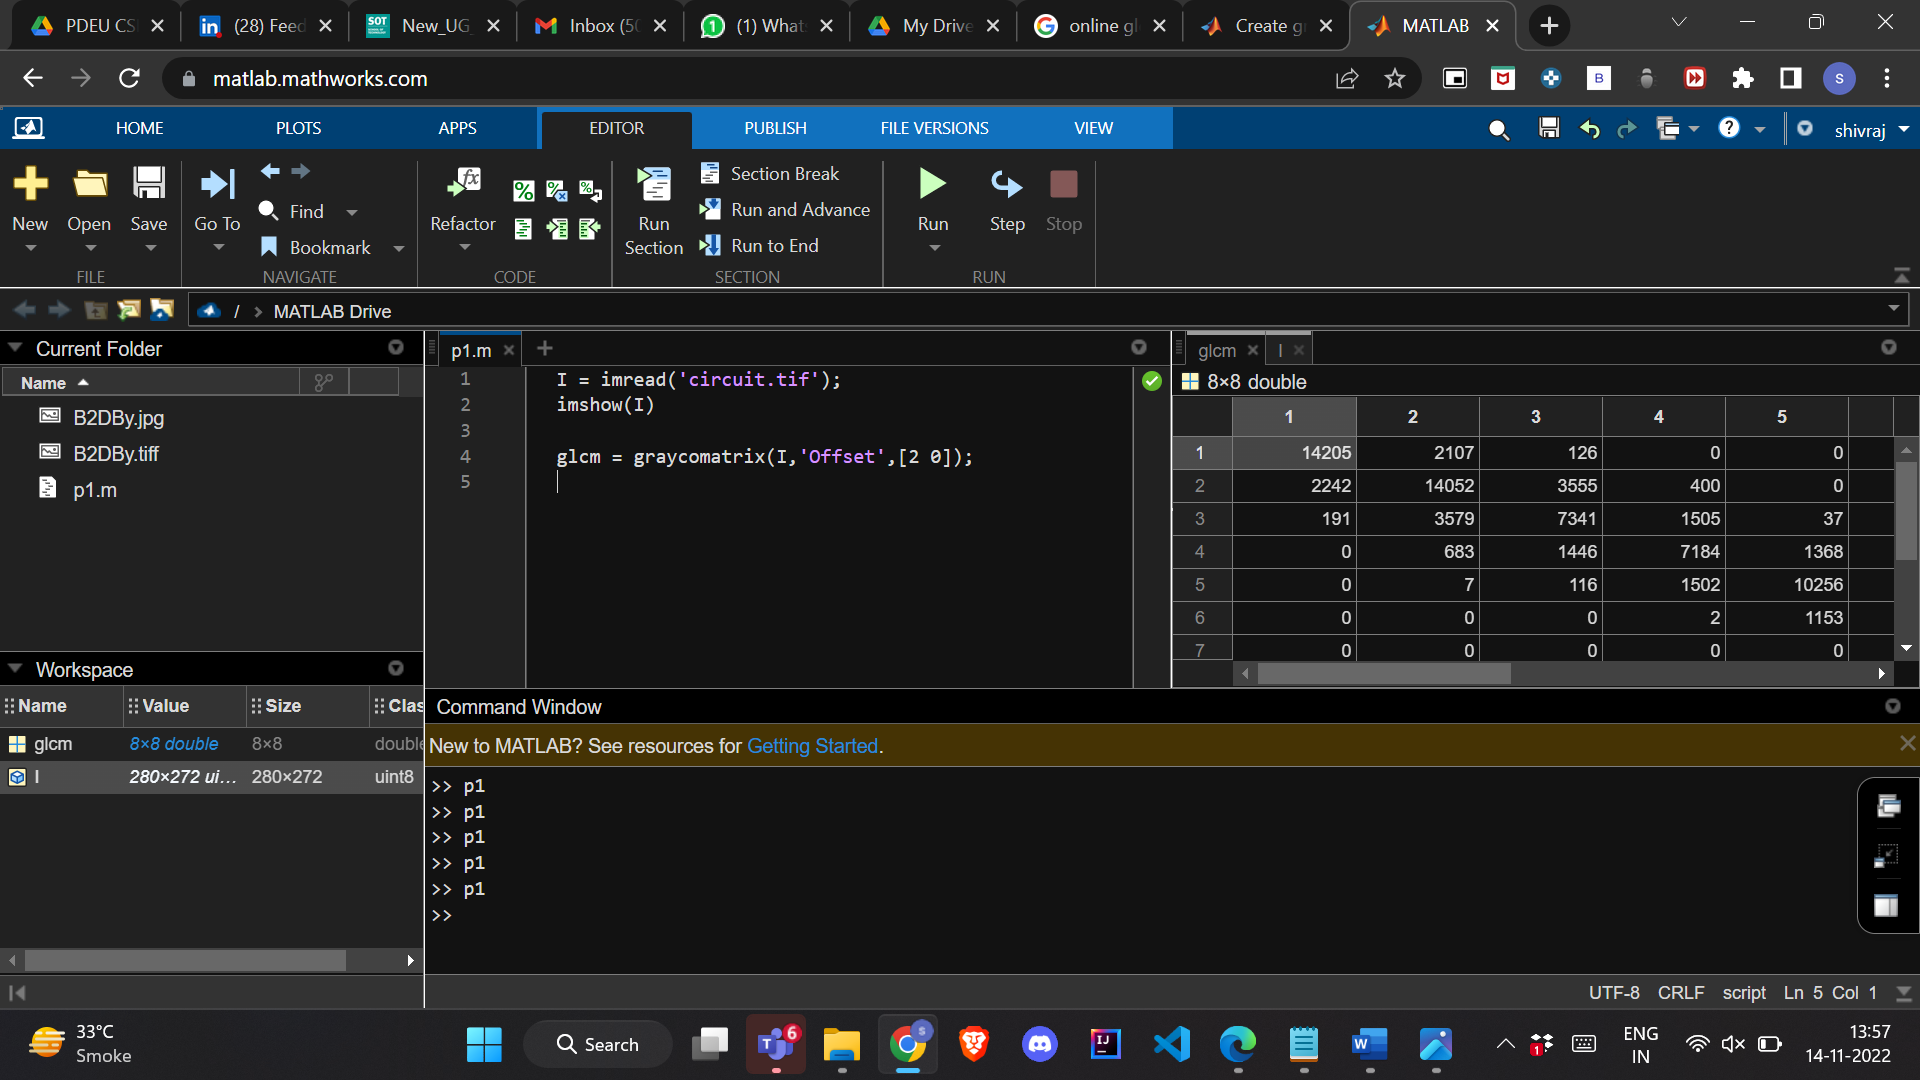 PDEU CS
(28) Feed
SOT
New_UG_
Inbox (50
(1) What
My Drive
online gl
Create g
MATLAB
matlab.mathworks.com
B
S
HOME
PLOTS
APPS
EDITOR
PUBLISH
FILE VERSIONS
VIEW
shivraj
Section Break
Find
Run and Advance
New
Open
Save
Go To
Refactor
Run
Section
Run
Step
Stop
Bookmark
Run to End
FILE
NAVIGATE
CODE
SECTION
RUN
/ > MATLAB Drive
Current Folder
Name
B2DBy.jpg
B2DBy.tiff
p1.m
p1.m
1 I = imread('circuit.tif');
2 imshow(I)
3
4 glcm = graycomatrix(I,'Offset',[2 0]);
5
glcm I
8×8 double
1 2 3 4 5
1 14205 2107 126 0 0
2 2242 14052 3555 400 0
3 191 3579 7341 1505 37
4 0 683 1446 7184 1368
5 0 7 116 1502 10256
6 0 0 0 2 1153
7 0 0 0 0 0
Workspace
Name Value Size Clas
glcm 8×8 double 8×8 double
I 280×272 ui... 280×272 uint8
Command Window
New to MATLAB? See resources for Getting Started.
>> p1
>> p1
>> p1
>> p1
>> p1
>>
UTF-8 CRLF script Ln 5 Col 1
33°C
Smoke
Search
6
S
IJ
W
1
ENG
IN
13:57
14-11-2022